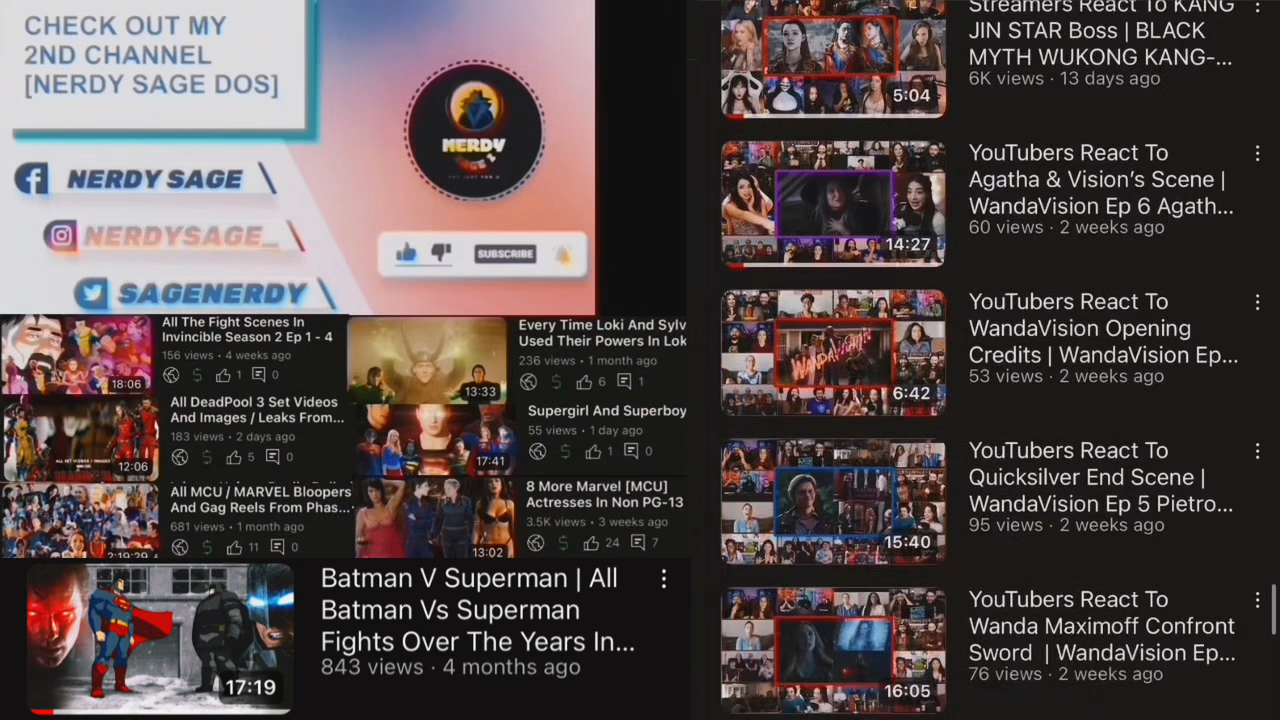 CHECK OUT MY
2ND CHANNEL
[NERDY SAGE DOS]
NERDY SAGE
NERDYSAGE_
SAGENERDY
NERDY
SUBSCRIBE
All The Fight Scenes In
Invincible Season 2 Ep 1 - 4
156 views • 4 weeks ago
1
0
18:06
All DeadPool 3 Set Videos
And Images / Leaks From...
183 views • 2 days ago
5
0
12:06
All MCU / MARVEL Bloopers
And Gag Reels From Phas...
681 views • 1 month ago
11
0
2:19:29
Every Time Loki And Sylv
Used Their Powers In Lok
236 views • 1 month ago
6
1
13:33
Supergirl And Superboy
55 views • 1 day ago
1
0
17:41
8 More Marvel [MCU]
Actresses In Non PG-13
3.5K views • 3 weeks ago
24
7
13:02
Batman V Superman | All
Batman Vs Superman
Fights Over The Years In...
843 views · 4 months ago
17:19
Streamers React To KANG
JIN STAR Boss | BLACK
MYTH WUKONG KANG-...
6K views · 13 days ago
5:04
YouTubers React To
Agatha & Vision's Scene |
WandaVision Ep 6 Agath...
60 views · 2 weeks ago
14:27
YouTubers React To
WandaVision Opening
Credits | WandaVision Ep...
53 views · 2 weeks ago
6:42
YouTubers React To
Quicksilver End Scene |
WandaVision Ep 5 Pietro...
95 views · 2 weeks ago
15:40
YouTubers React To
Wanda Maximoff Confront
Sword | WandaVision Ep...
76 views · 2 weeks ago
16:05